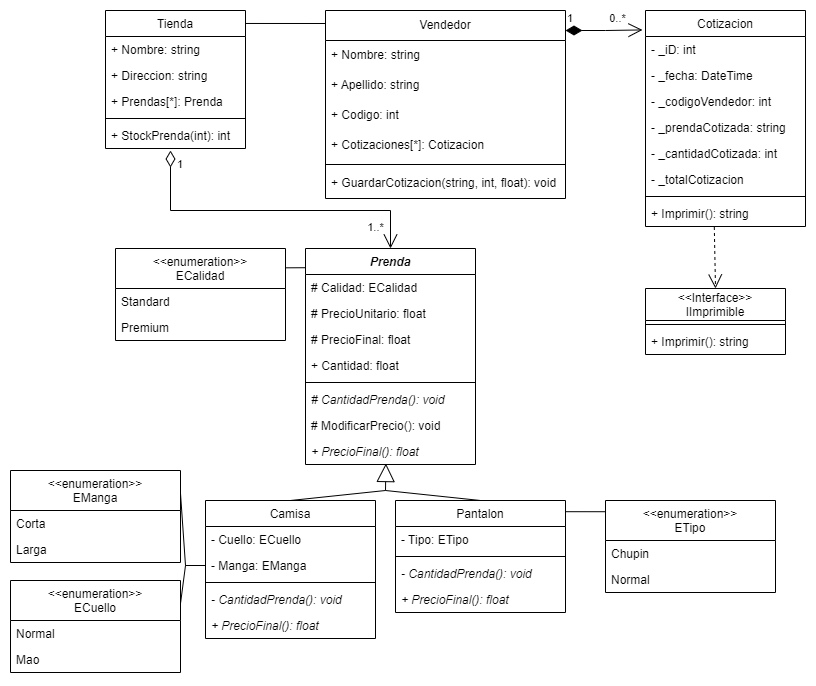 Tienda
+ Nombre: string
+ Direccion: string
+ Prendas[*]: Prenda
+ StockPrenda(int): int
1
Vendedor
+ Nombre: string
+ Apellido: string
+ Codigo: int
+ Cotizaciones[*]: Cotizacion
+ GuardarCotizacion(string, int, float): void
1
0..*
Cotizacion
- _iD: int
- _fecha: DateTime
- _codigoVendedor: int
- _prendaCotizada: string
- _cantidadCotizada: int
- _totalCotizacion
+ Imprimir(): string
<<Interface>>
IImprimible
+ Imprimir(): string
1..*
<<enumeration>>
ECalidad
Standard
Premium
Prenda
# Calidad: ECalidad
# PrecioUnitario: float
# PrecioFinal: float
+ Cantidad: float
# CantidadPrenda(): void
# ModificarPrecio(): void
+ PrecioFinal(): float
<<enumeration>>
EManga
Corta
Larga
<<enumeration>>
ECuello
Normal
Mao
Camisa
- Cuello: ECuello
- Manga: EManga
- CantidadPrenda(): void
+ PrecioFinal(): float
Pantalon
- Tipo: ETipo
- CantidadPrenda(): void
+ PrecioFinal(): float
<<enumeration>>
ETipo
Chupin
Normal